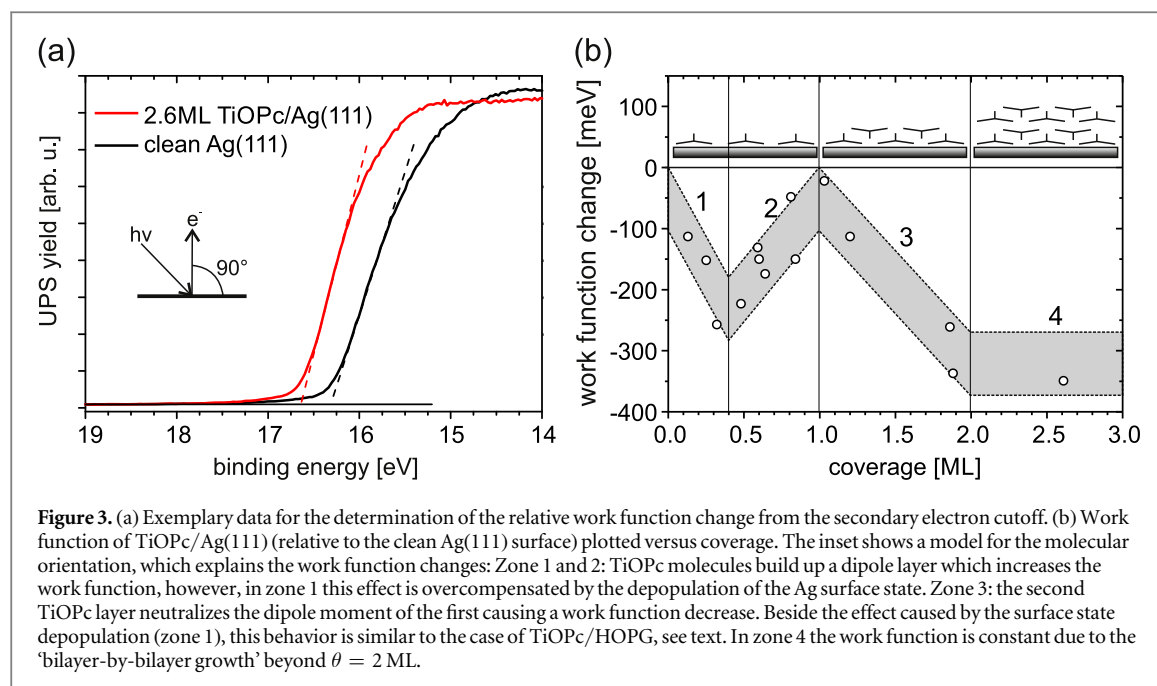 (a)
2.6ML TiOPc/Ag(111)
clean Ag(111)
e-
hν
90°
UPS yield [arb. u.]
19 18 17 16 15 14
binding energy [eV]
(b)
100
0
-100
-200
-300
-400
work function change [meV]
1
2
3
4
0.0 0.5 1.0 1.5 2.0 2.5 3.0
coverage [ML]
Figure 3. (a) Exemplary data for the determination of the relative work function change from the secondary electron cutoff. (b) Work
function of TiOPc/Ag(111) (relative to the clean Ag(111) surface) plotted versus coverage. The inset shows a model for the molecular
orientation, which explains the work function changes: Zone 1 and 2: TiOPc molecules build up a dipole layer which increases the
work function, however, in zone 1 this effect is overcompensated by the depopulation of the Ag surface state. Zone 3: the second
TiOPc layer neutralizes the dipole moment of the first causing a work function decrease. Beside the effect caused by the surface state
depopulation (zone 1), this behavior is similar to the case of TiOPc/HOPG, see text. In zone 4 the work function is constant due to the
‘bilayer-by-bilayer growth’ beyond θ = 2 ML.